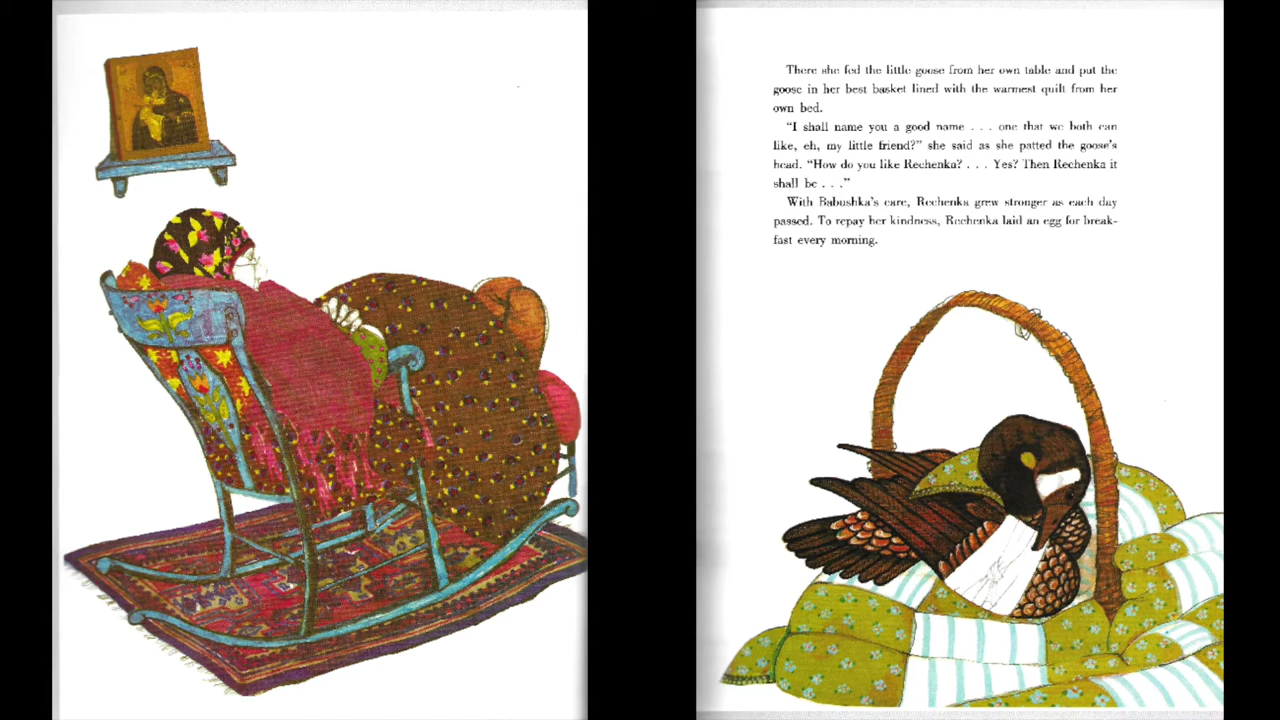 There she fed the little goose from her own table and put the
goose in her best basket lined with the warmest quilt from her
own bed.
“I shall name you a good name . . . one that we both can
like, eh, my little friend?” she said as she patted the goose’s
head. “How do you like Rechenka? . . . Yes? Then Rechenka it
shall be . . .”
With Babushka’s care, Rechenka grew stronger as each day
passed. To repay her kindness, Rechenka laid an egg for break-
fast every morning.